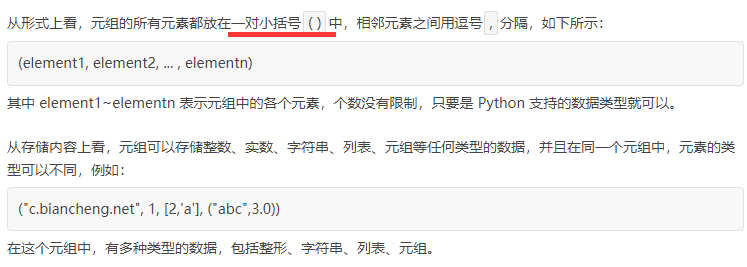 从形式上看，元组的所有元素都放在一对小括号 ( ) 中，相邻元素之间用逗号 , 分隔，如下所示：
(element1, element2, ... , elementn)
其中 element1~elementn 表示元组中的各个元素，个数没有限制，只要是 Python 支持的数据类型就可以。
从存储内容上看，元组可以存储整数、实数、字符串、列表、元组等任何类型的数据，并且在同一个元组中，元素的类
型可以不同，例如：
("c.biancheng.net", 1, [2,'a'], ("abc",3.0))
在这个元组中，有多种类型的数据，包括整形、字符串、列表、元组。